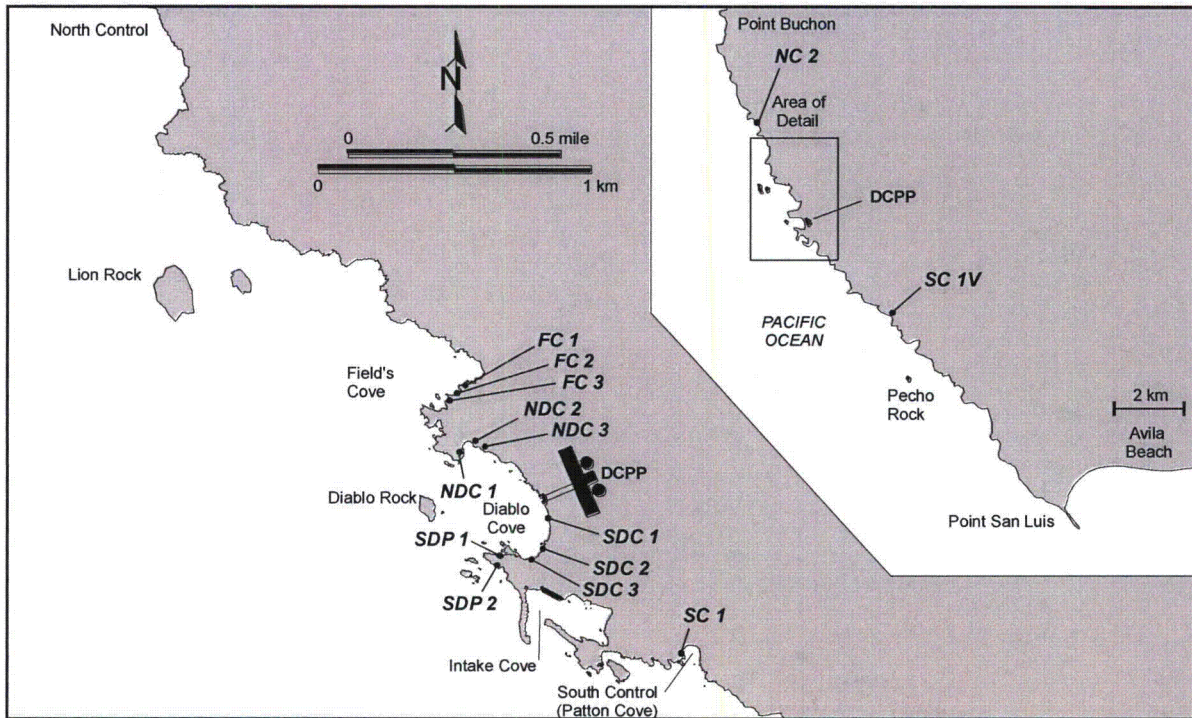 North Control
N
0
0.5 mile
0
1 km
Lion Rock
FC 1
FC 2
FC 3
Field's
Cove
NDC 2
NDC 3
DCPP
NDC 1
Diablo Rock
Diablo
Cove
SDP 1
SDC 1
SDC 2
SDC 3
SDP 2
SC 1
Intake Cove
South Control
(Patton Cove)
Point Buchon
NC 2
Area of
Detail
DCPP
SC 1V
PACIFIC
OCEAN
Pecho
Rock
2 km
Avila
Beach
Point San Luis